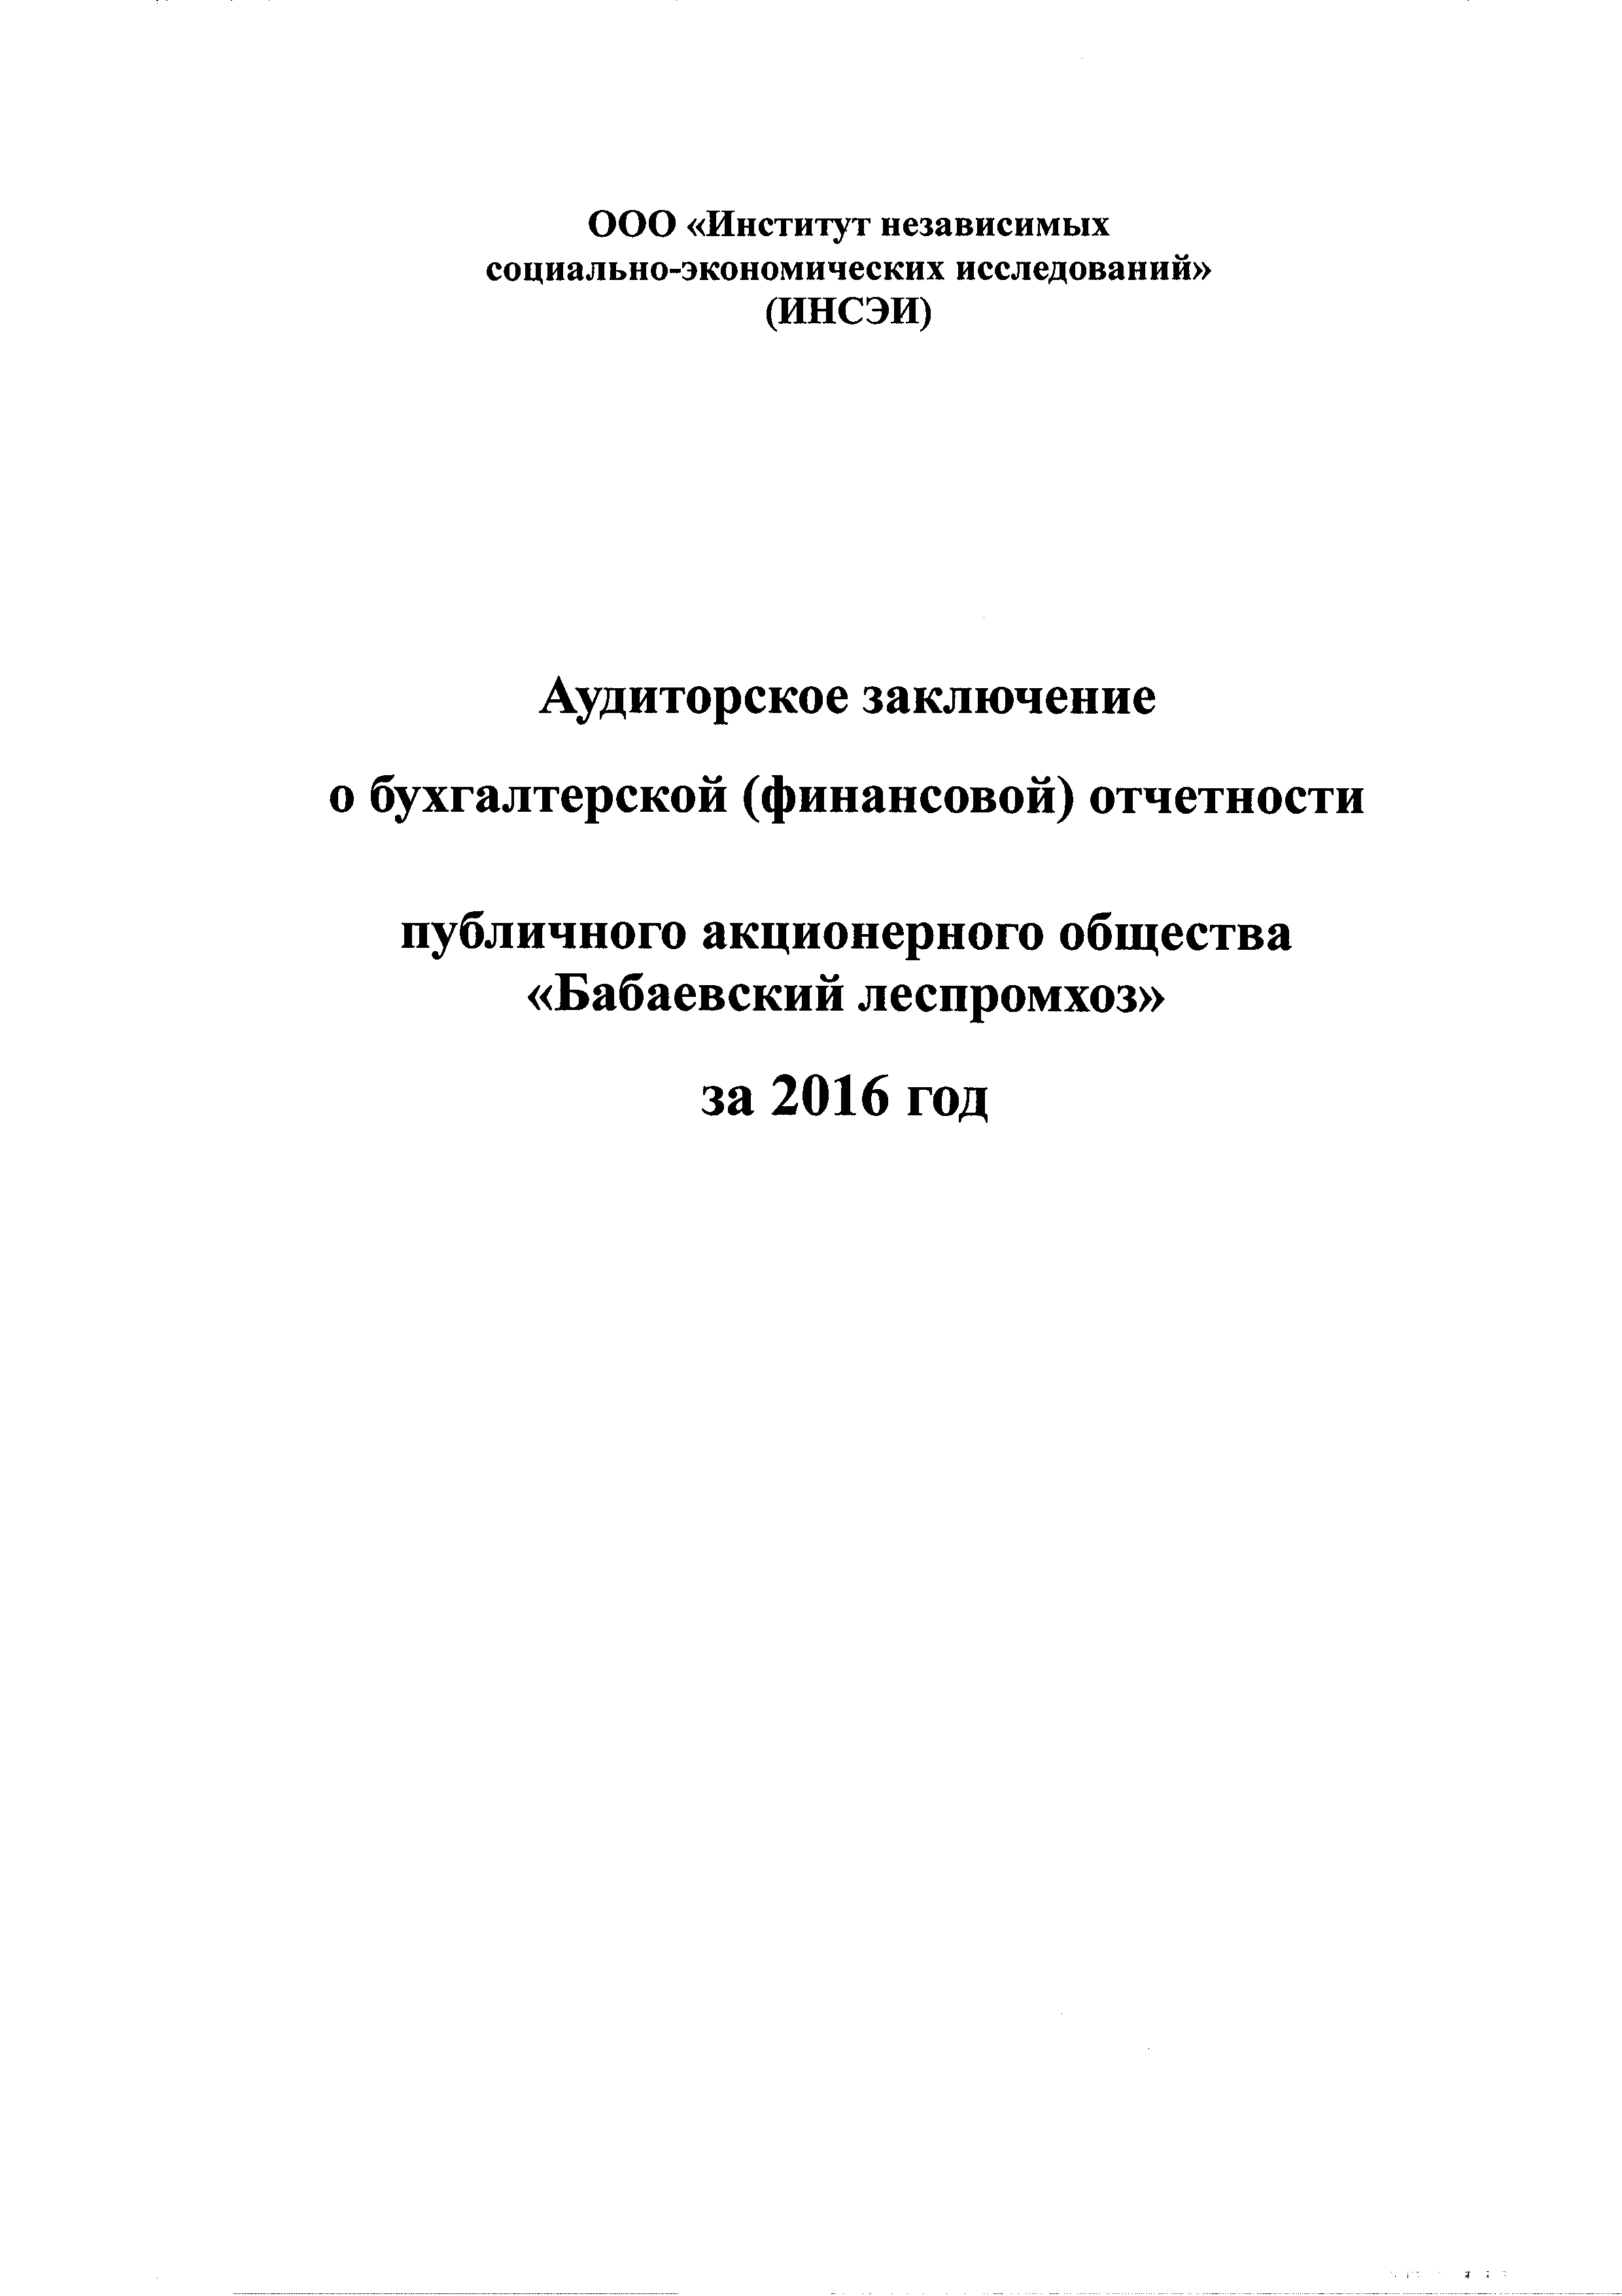 ООО «Институт независимых
социально-экономических исследований»
(ИНСЭИ)
Аудиторское заключение
о бухгалтерской (финансовой) отчетности
публичного акционерного общества
«Бабаевский леспромхоз»
за 2016 год